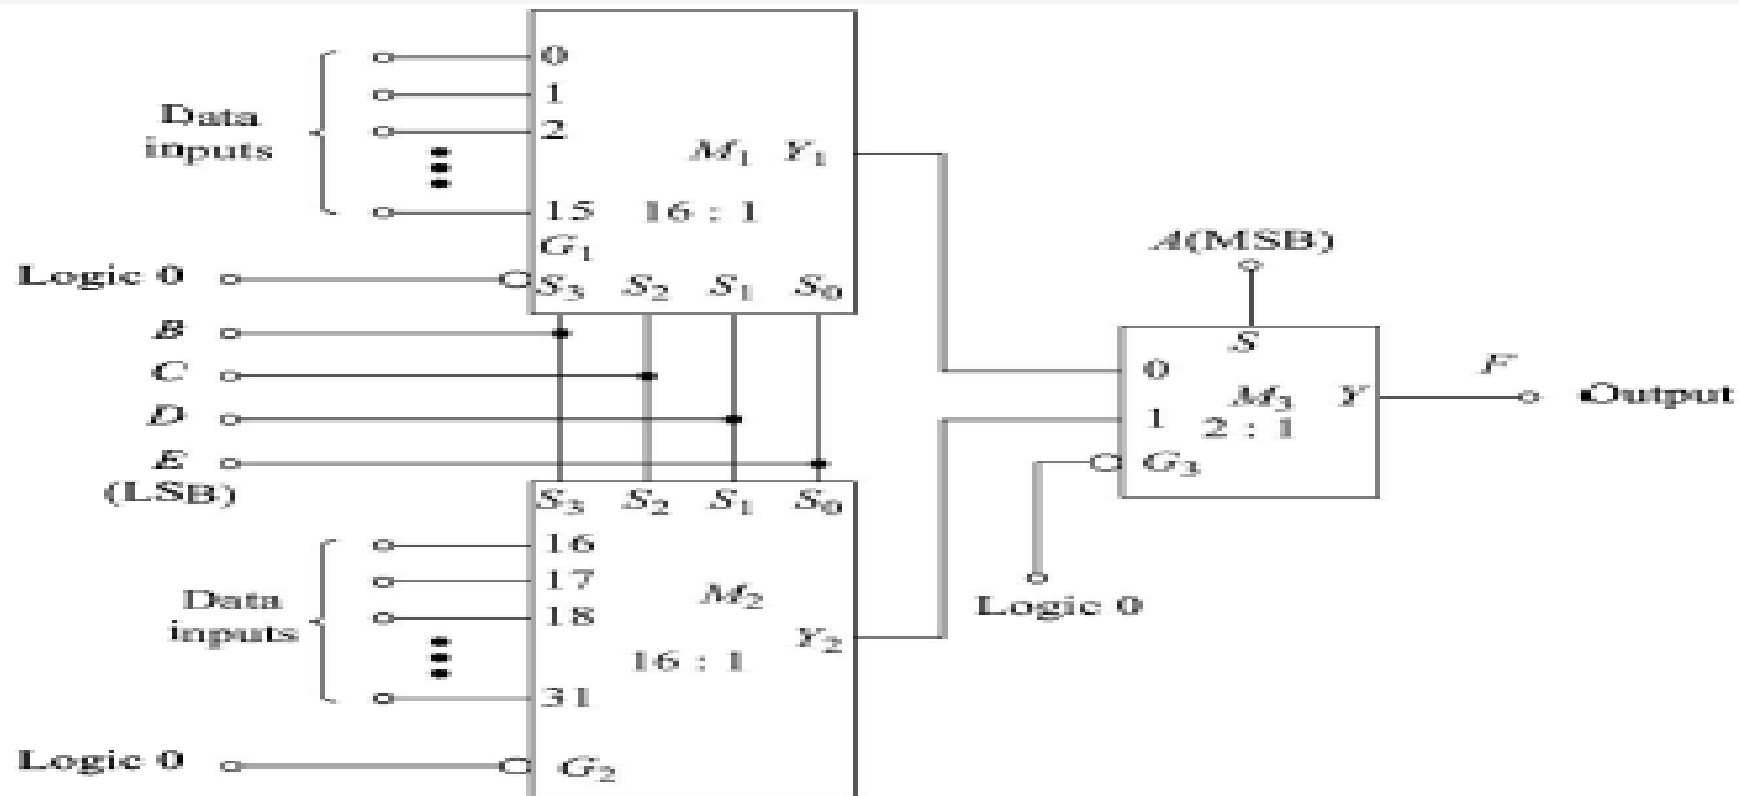 0
1
2
Data
inputs
M₁ Y₁
15 16 : 1
G₁
Logic 0
S₃ S₂ S₁ S₀
B
C
D
E
(LSB)
S₃ S₂ S₁ S₀
16
17
18
Data
inputs
M₂
Y₂
16 : 1
31
Logic 0
G₂
A(MSB)
S
0
M₃ Y
1
2 : 1
G₃
Logic 0
F
Output